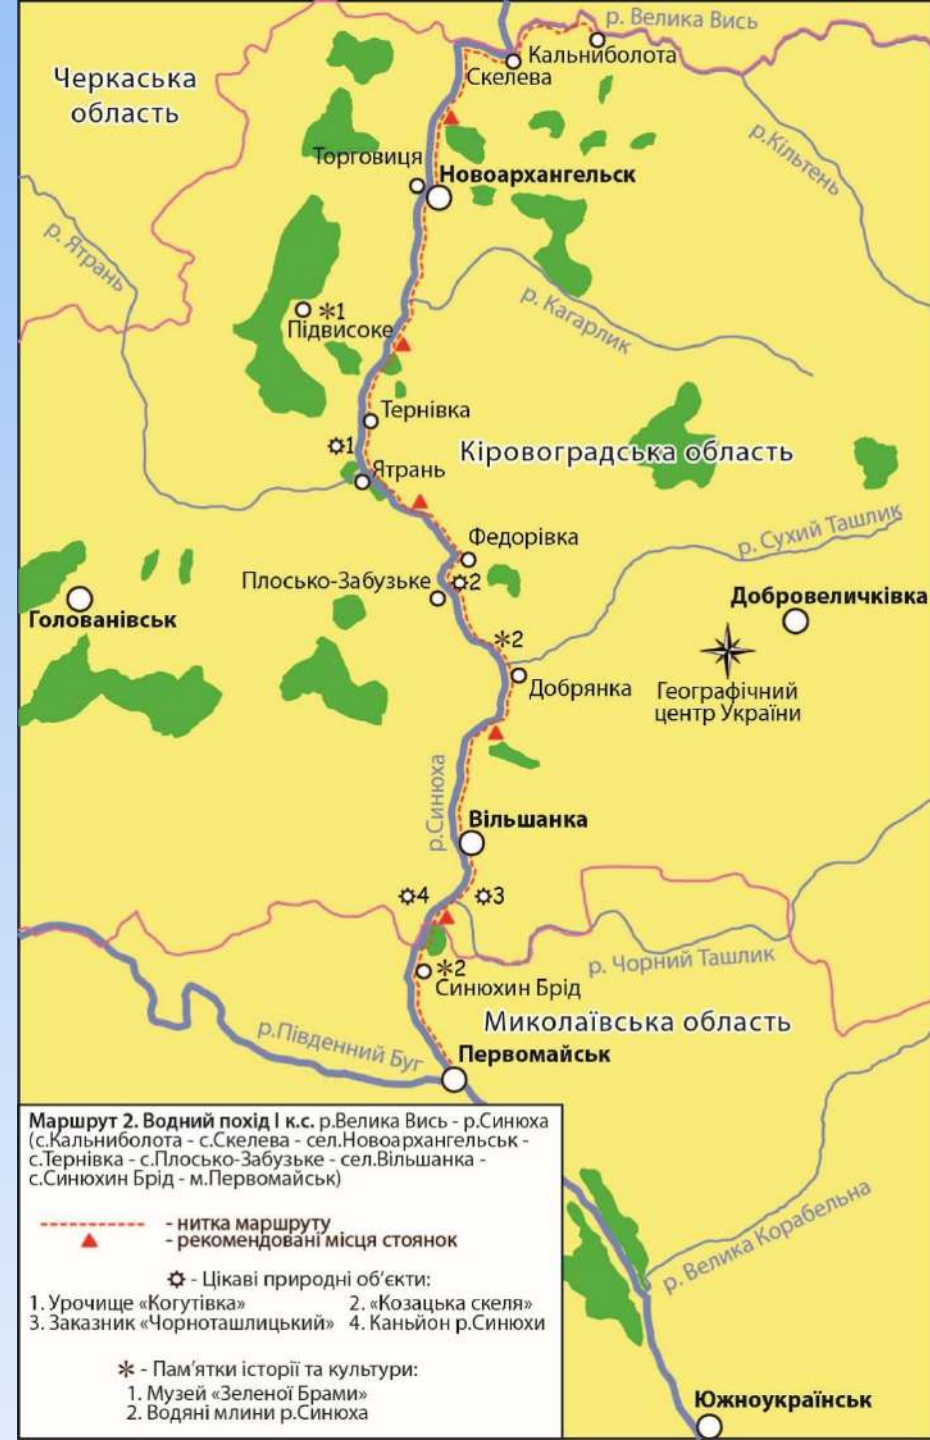 р. Велика Вись
Кальниболота
Скелева
Черкаська
область
р.Кільтень
Торговиця
Новоархангельск
р. Ятрань
р. Кагарлик
*1
Підвисоке
Тернівка
1
Кіровоградська область
Ятрань
р. Сухий Ташлик
Федорівка
Плосько-Забузьке
2
Добровеличківка
Голованівськ
*2
Добрянка
Географічний
центр України
р.Синюха
Вільшанка
4
3
р. Чорний Ташлик
*2
Синюхин Брід
Миколаївська область
р.Південний Буг
Первомайськ
Маршрут 2. Водний похід І к.с. р.Велика Вись - р.Синюха
(с.Кальниболота - с.Скелева - сел.Новоархангельськ -
с.Тернівка - с.Плосько-Забузьке - сел.Вільшанка -
с.Синюхин Брід - м.Первомайськ)
- нитка маршруту
- рекомендовані місця стоянок
- Цікаві природні об’єкти:
1. Урочище «Когутівка» 2. «Козацька скеля»
3. Заказник «Чорноташлицький» 4. Каньйон р.Синюхи
* - Пам’ятки історії та культури:
1. Музей «Зеленої Брами»
2. Водяні млини р.Синюха
р. Велика Корабельна
Южноукраїнськ